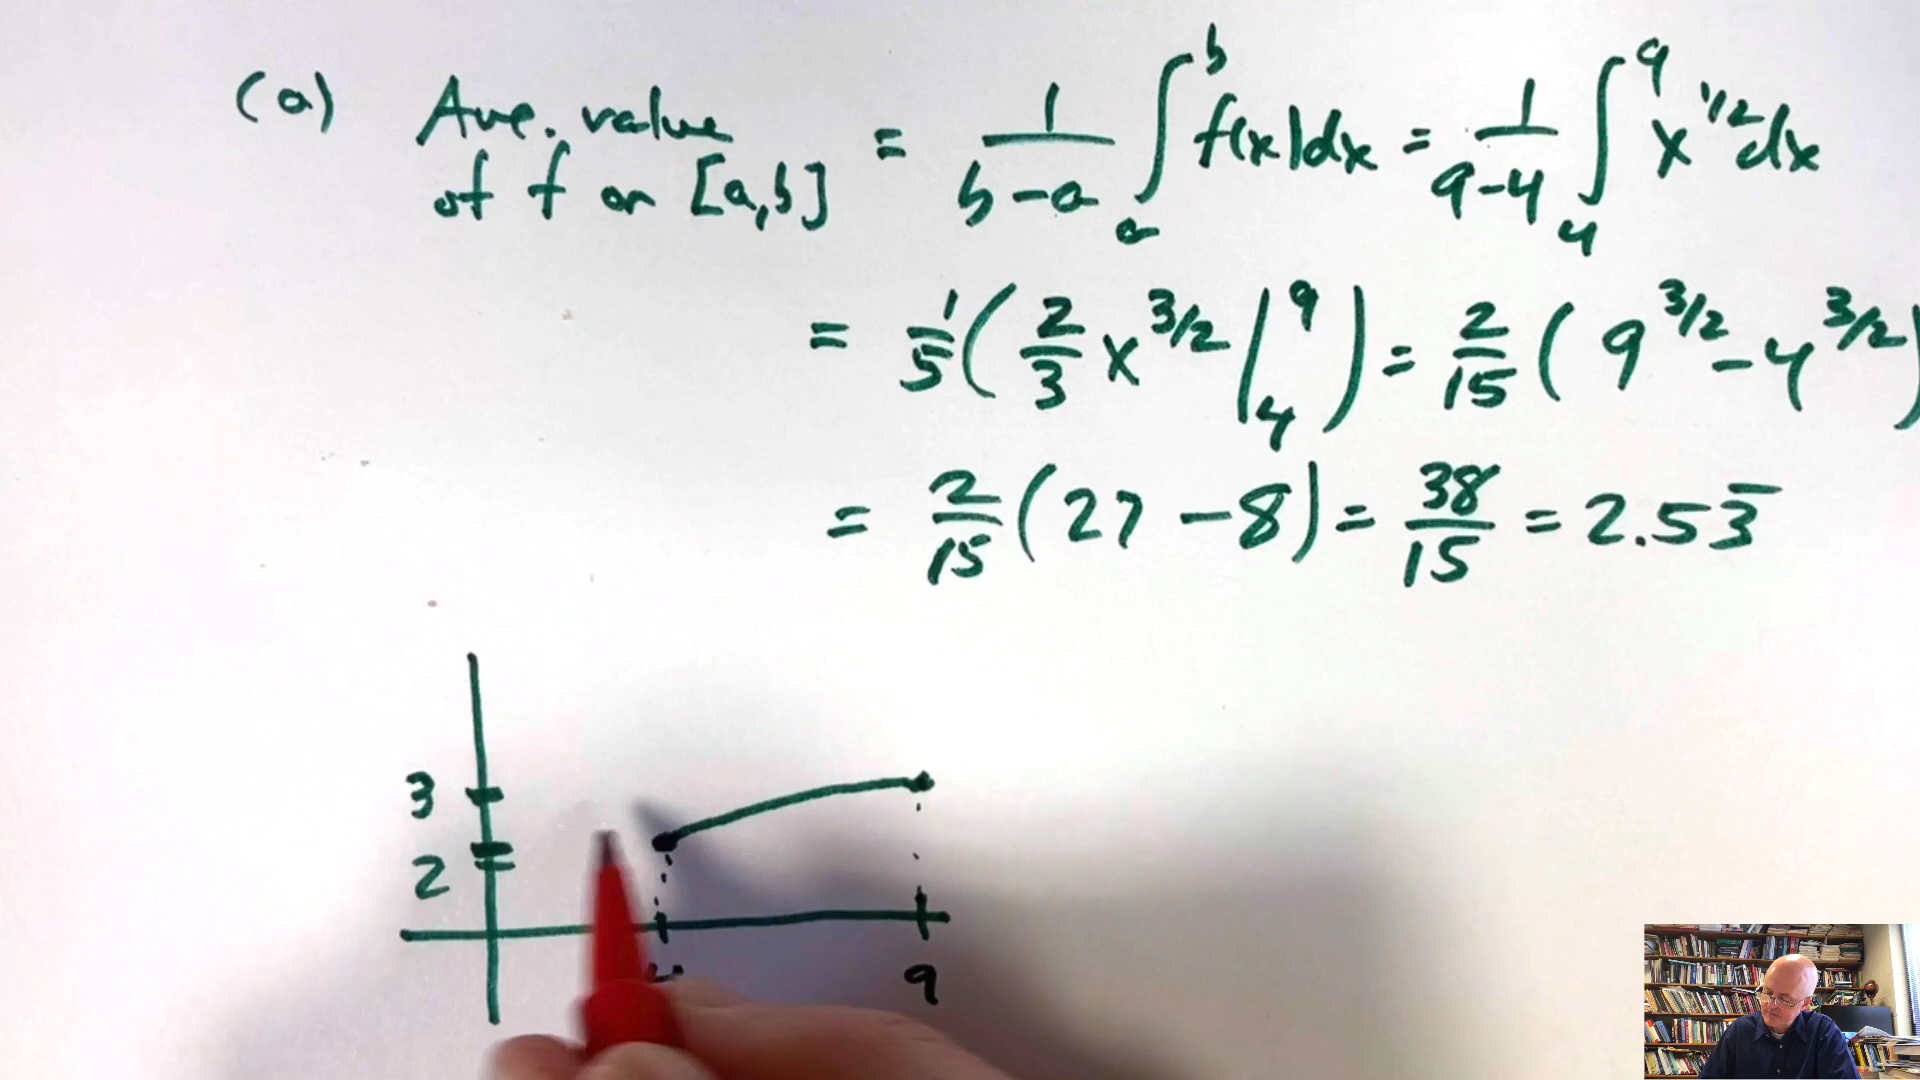 (a) Ave. value of f on [a,b] = 1/(b-a) ∫_a^b f(x)dx = 1/(9-4) ∫_4^9 x^{1/2} dx
= 1/5 ( 2/3 x^{3/2} |_4^9 ) = 2/15 ( 9^{3/2} - 4^{3/2} )
= 2/15 (27 - 8) = 38/15 = 2.53̅
3
2
9